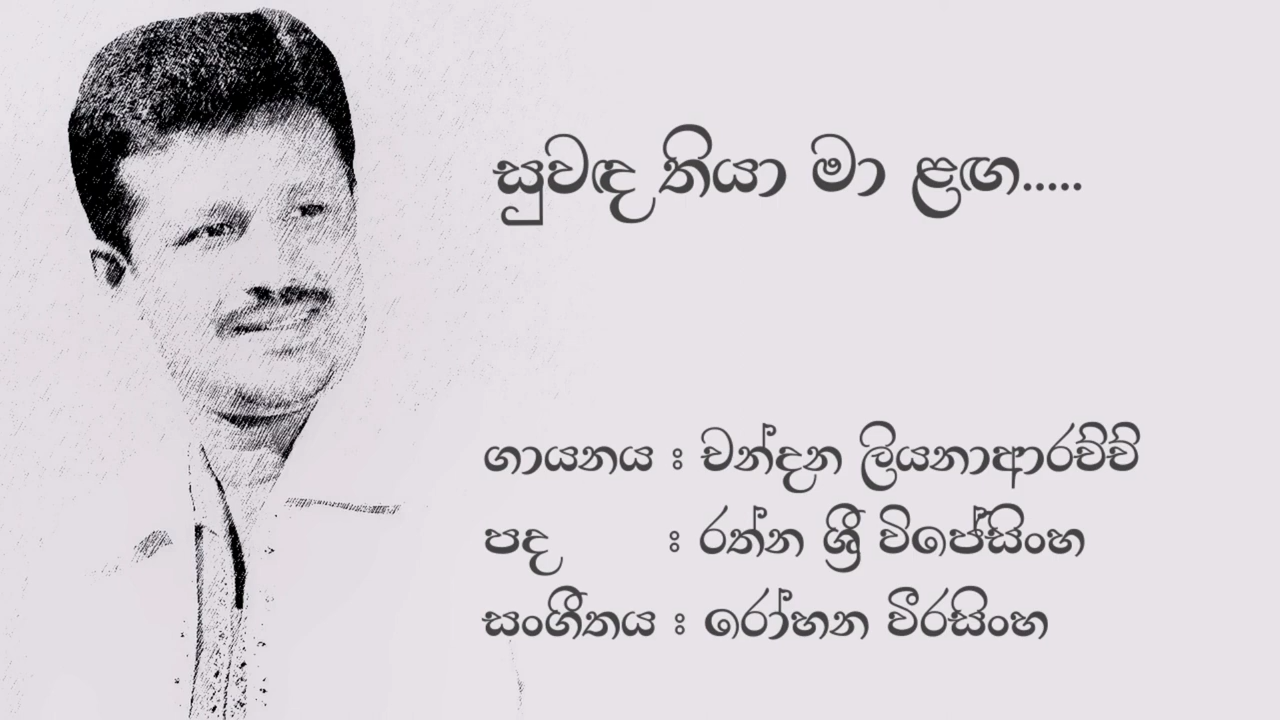 සුවඳ තියා මා ළඟ.....
ගායනය : චන්දන ලියනාආරච්ච්
පද : රත්න ශ්‍රී විජේසිංහ
සංගීතය : රෝහන වීරසිංහ